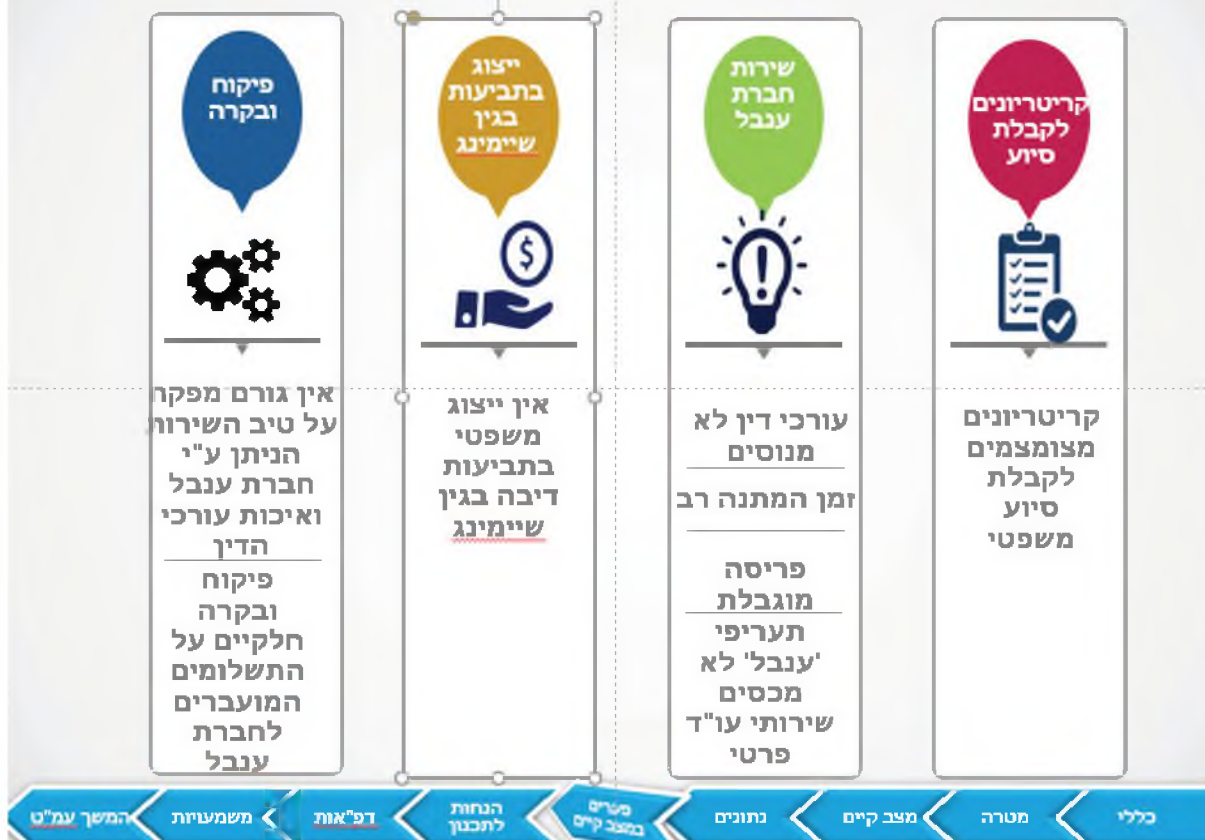 קריטריונים
לקבלת
סיוע
קריטריונים
מצומצמים
לקבלת
סיוע
משפטי
שירות
חברת
ענבל
עורכי דין לא
מנוסים
זמן המתנה רב
פריסה
מוגבלת
תעריפי
'ענבל' לא
מכסים
שירותי עו"ד
פרטי
ייצוג
בתביעות
בגין
שיימינג
$
אין ייצוג
משפטי
בתביעות
דיבה בגין
שיימינג
פיקוח
ובקרה
אין גורם מפקח
על טיב השירות
הניתן ע"י
חברת ענבל
ואיכות עורכי
הדין
פיקוח
ובקרה
חלקיים על
התשלומים
המועברים
לחברת
ענבל
כללי
מטרה
מצב קיים
נתונים
פערים
במצב קיים
הנחות
לתכנון
דפ"אות
משמעויות
המשך עמ"ט